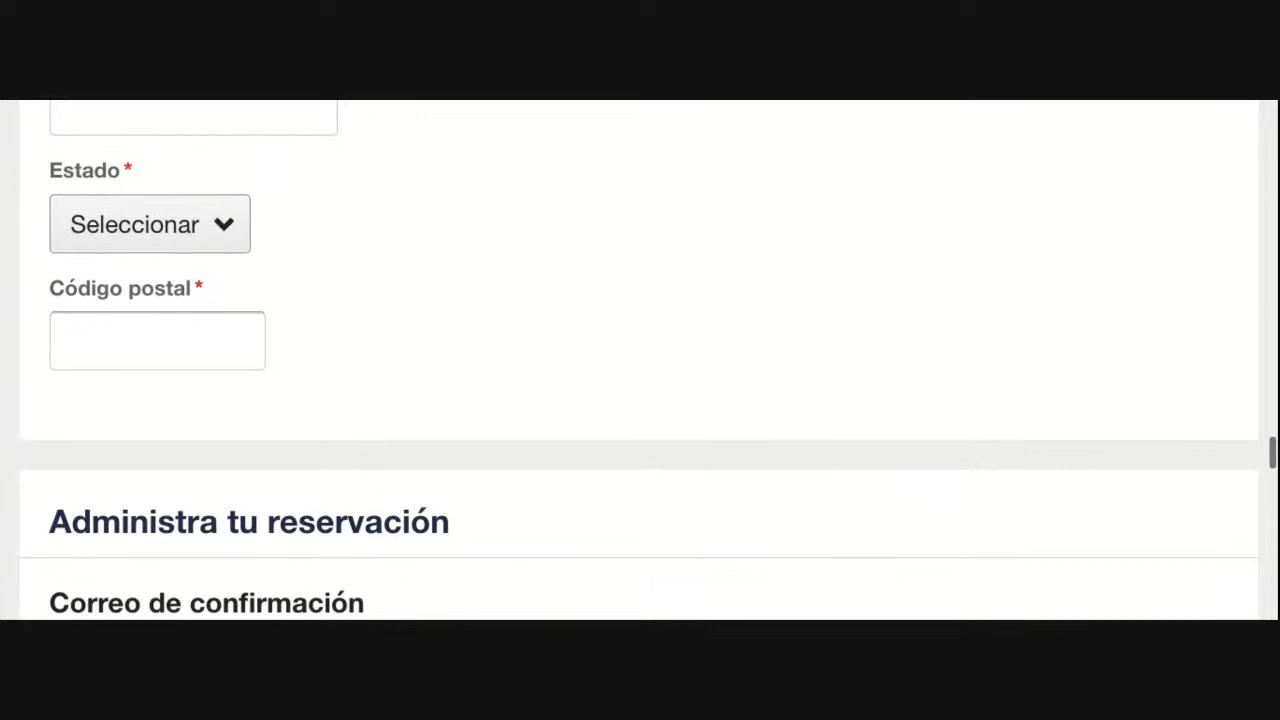 Estado *
Seleccionar
Código postal *
Administra tu reservación
Correo de confirmación